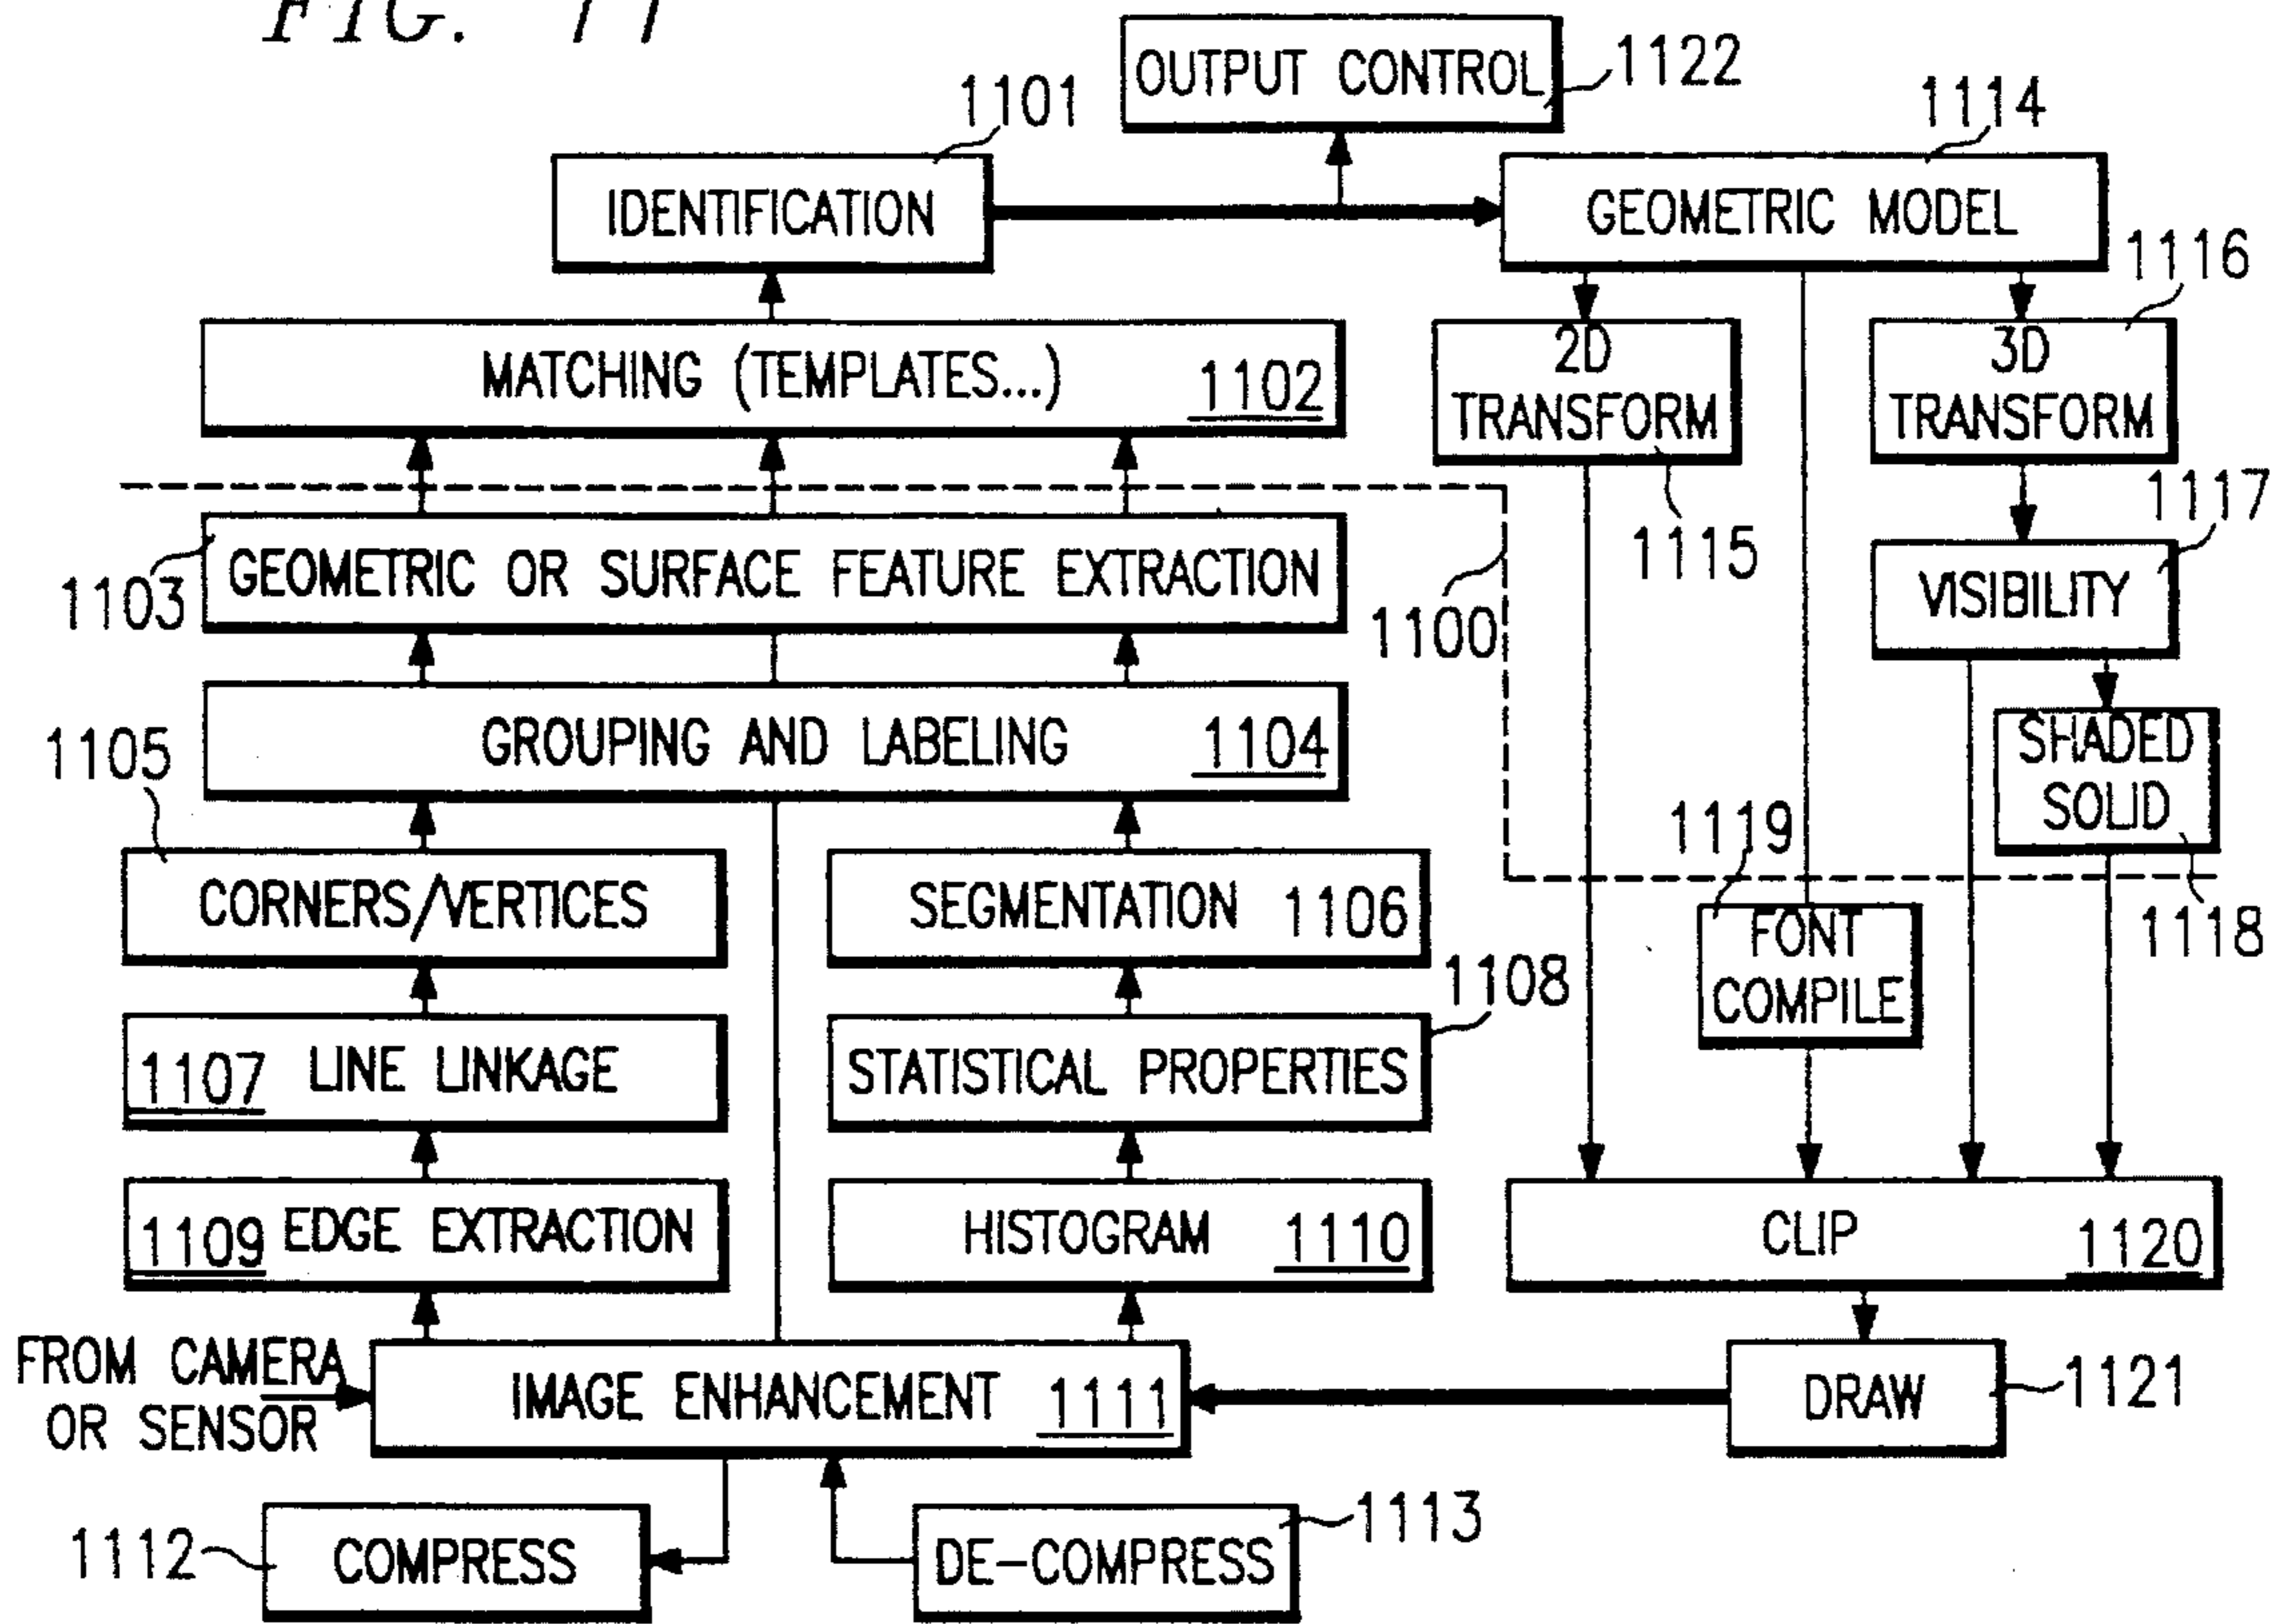 FIG. 11
OUTPUT CONTROL
1122
1101
1114
IDENTIFICATION
GEOMETRIC MODEL
1116
MATCHING (TEMPLATES...) 1102
2D
TRANSFORM
3D
TRANSFORM
1115
1117
1103
GEOMETRIC OR SURFACE FEATURE EXTRACTION
1100
VISIBILITY
1105
GROUPING AND LABELING 1104
SHADED
SOLID
1119
1118
CORNERS/VERTICES
SEGMENTATION 1106
FONT
COMPILE
1108
1107 LINE LINKAGE
STATISTICAL PROPERTIES
1109 EDGE EXTRACTION
HISTOGRAM 1110
CLIP 1120
FROM CAMERA
OR SENSOR
IMAGE ENHANCEMENT 1111
DRAW
1121
1112
COMPRESS
DE-COMPRESS
1113